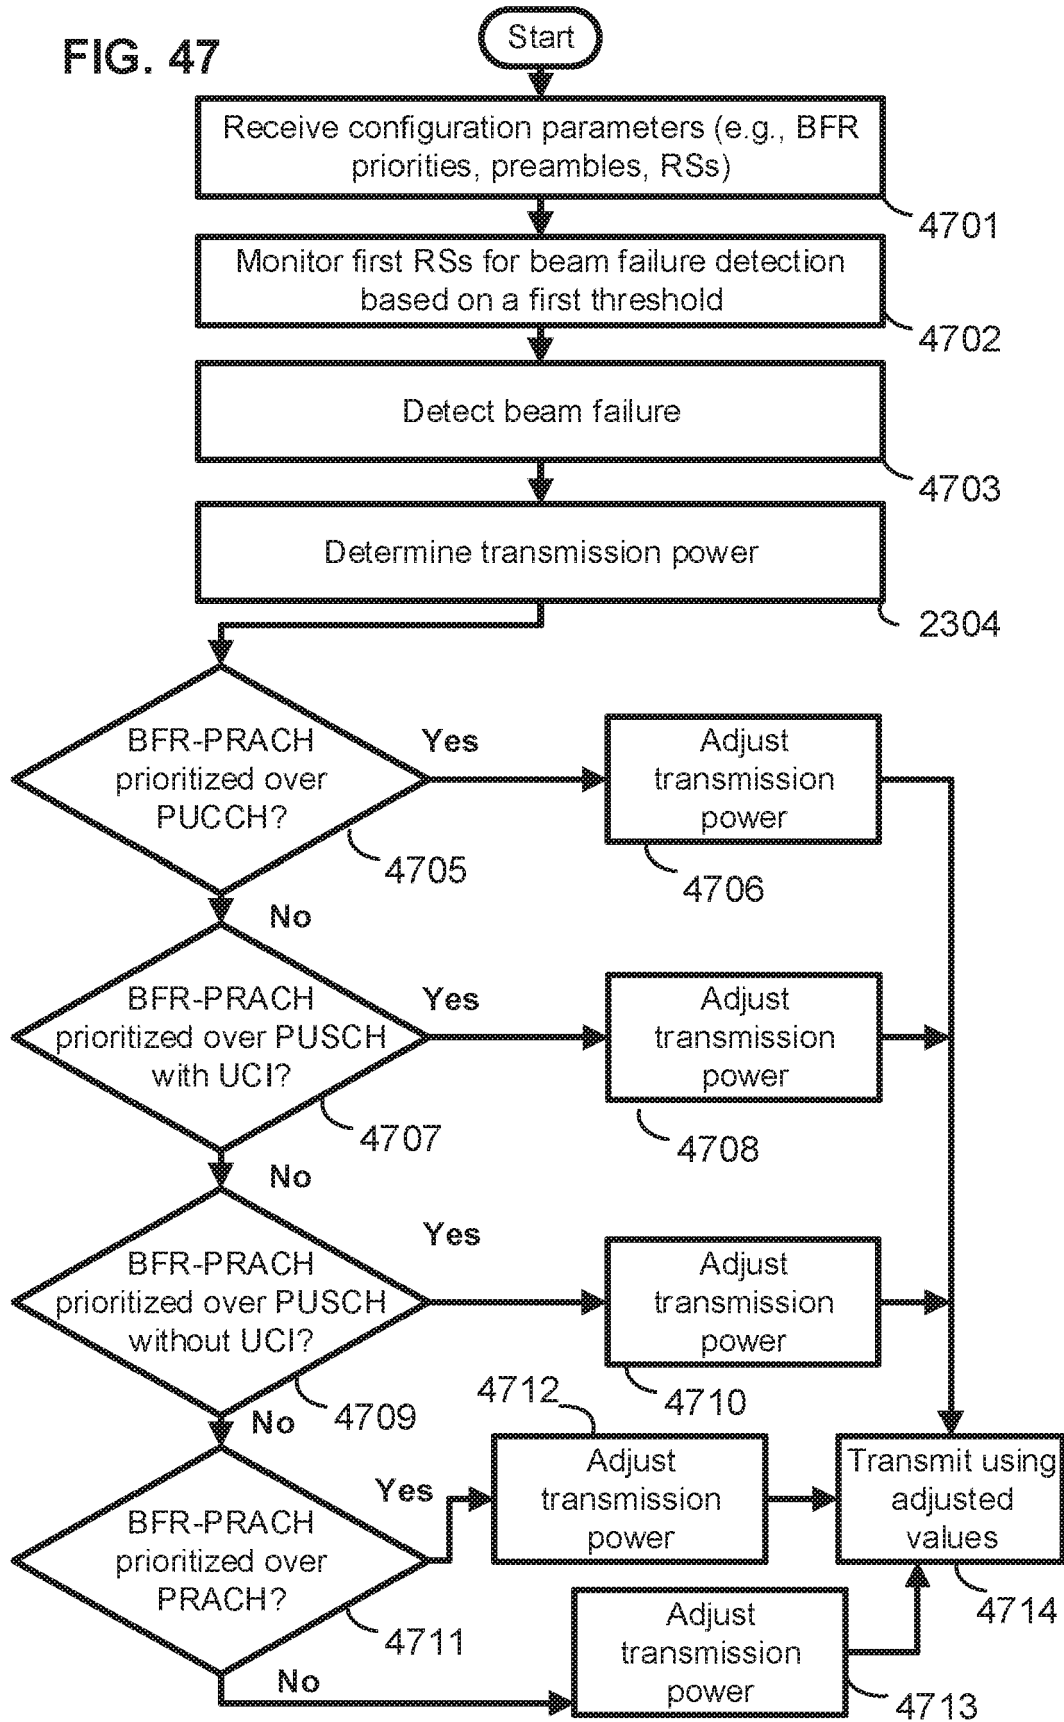 FIG. 47
Start
Receive configuration parameters (e.g., BFR
priorities, preambles, RSs)
4701
Monitor first RSs for beam failure detection
based on a first threshold
4702
Detect beam failure
4703
Determine transmission power
2304
BFR-PRACH
prioritized over
PUCCH?
4705
Yes
Adjust
transmission
power
4706
No
BFR-PRACH
prioritized over PUSCH
with UCI?
4707
Yes
Adjust
transmission
power
4708
No
BFR-PRACH
prioritized over PUSCH
without UCI?
4709
Yes
Adjust
transmission
power
4710
No
BFR-PRACH
prioritized over
PRACH?
4711
Yes
4712
Adjust
transmission
power
Transmit using
adjusted
values
4714
No
Adjust
transmission
power
4713